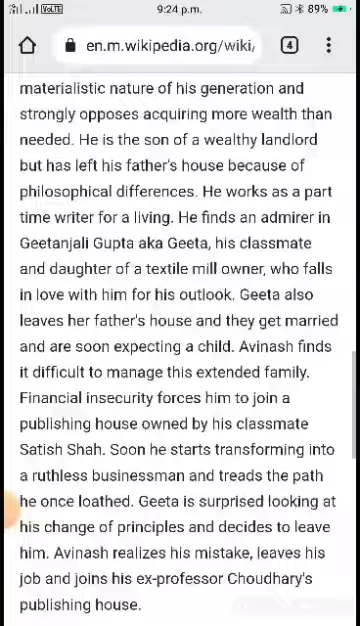 VoLTE 9:24 p.m. 89%
en.m.wikipedia.org/wiki/ 4
materialistic nature of his generation and
strongly opposes acquiring more wealth than
needed. He is the son of a wealthy landlord
but has left his father's house because of
philosophical differences. He works as a part
time writer for a living. He finds an admirer in
Geetanjali Gupta aka Geeta, his classmate
and daughter of a textile mill owner, who falls
in love with him for his outlook. Geeta also
leaves her father's house and they get married
and are soon expecting a child. Avinash finds
it difficult to manage this extended family.
Financial insecurity forces him to join a
publishing house owned by his classmate
Satish Shah. Soon he starts transforming into
a ruthless businessman and treads the path
he once loathed. Geeta is surprised looking at
his change of principles and decides to leave
him. Avinash realizes his mistake, leaves his
job and joins his ex-professor Choudhary's
publishing house.